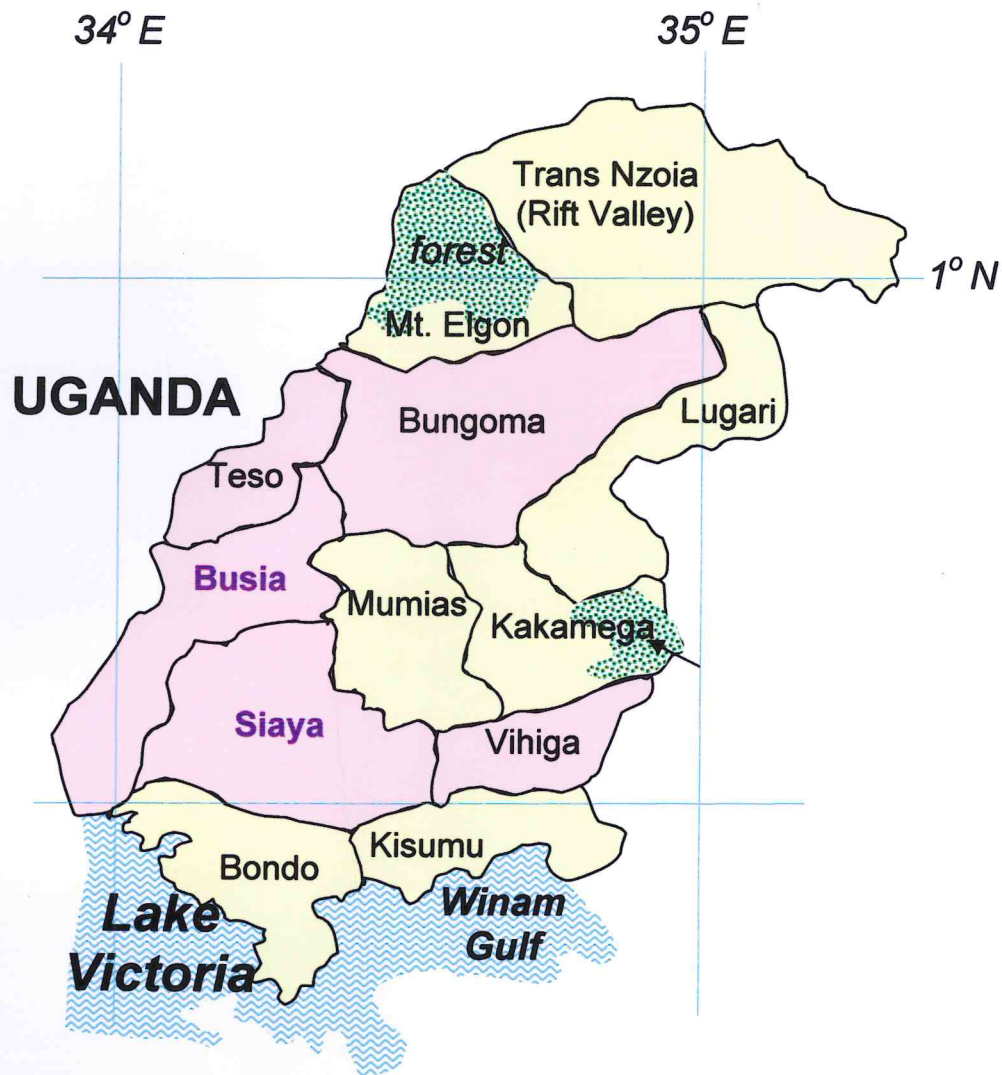 34° E
35° E
Trans Nzoia
(Rift Valley)
forest
1° N
Mt. Elgon
UGANDA
Bungoma
Lugari
Teso
Busia
Mumias
Kakamega
Siaya
Vihiga
Kisumu
Bondo
Lake
Victoria
Winam
Gulf